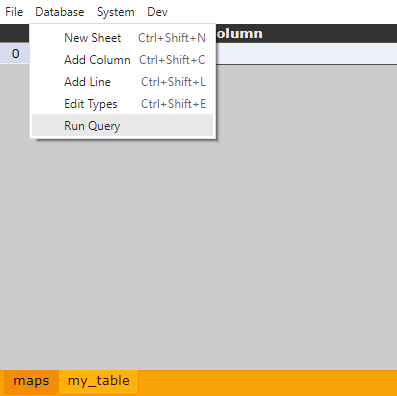 File Database System Dev
olumn
New Sheet Ctrl+Shift+N
0
Add Column Ctrl+Shift+C
Add Line Ctrl+Shift+L
Edit Types Ctrl+Shift+E
Run Query
maps my_table